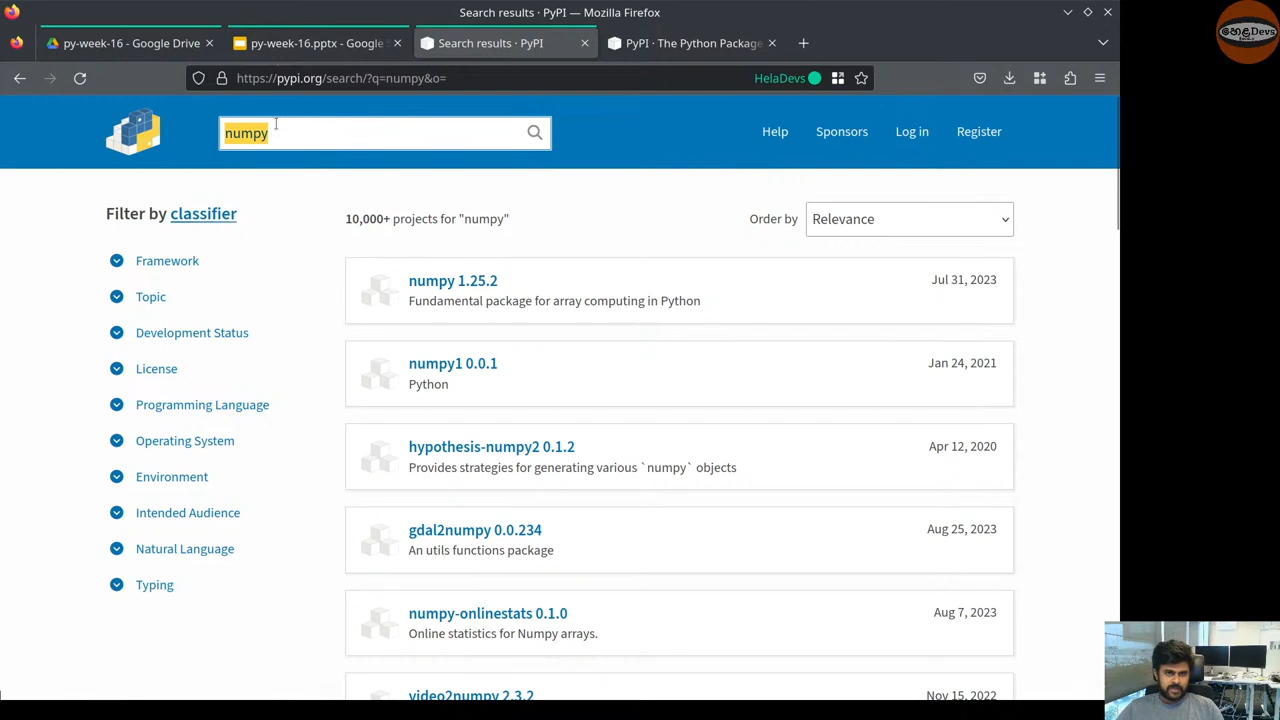 Search results · PyPI — Mozilla Firefox
py-week-16 - Google Drive
py-week-16.pptx - Google
Search results · PyPI
PyPI · The Python Package
https://pypi.org/search/?q=numpy&o=
HelaDevs
හෙළDevs
numpy
Help
Sponsors
Log in
Register
Filter by classifier
10,000+ projects for "numpy"
Order by
Relevance
Framework
Topic
Development Status
License
Programming Language
Operating System
Environment
Intended Audience
Natural Language
Typing
numpy 1.25.2
Jul 31, 2023
Fundamental package for array computing in Python
numpy1 0.0.1
Jan 24, 2021
Python
hypothesis-numpy2 0.1.2
Apr 12, 2020
Provides strategies for generating various `numpy` objects
gdal2numpy 0.0.234
Aug 25, 2023
An utils functions package
numpy-onlinestats 0.1.0
Aug 7, 2023
Online statistics for Numpy arrays.
video2numpy 2.3.2
Nov 15, 2022